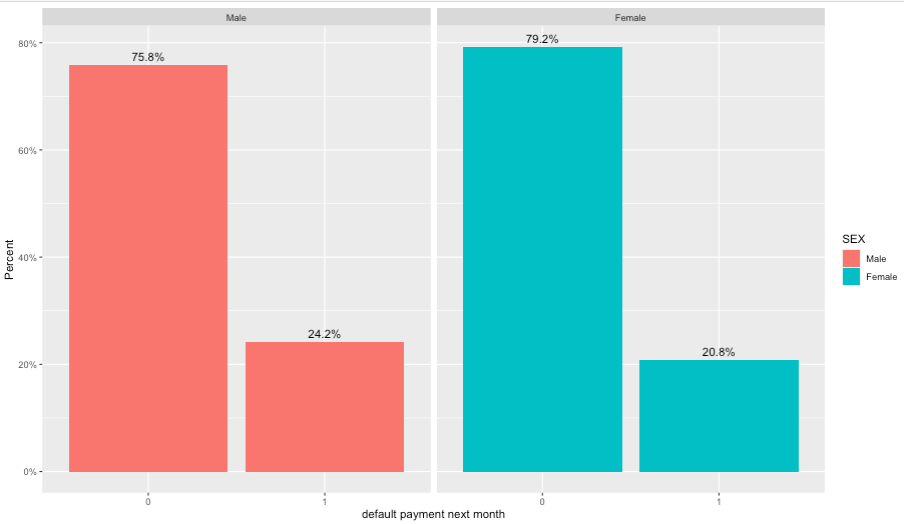 Male
Female
80%
60%
40%
20%
0%
Percent
75.8%
24.2%
79.2%
20.8%
0
1
0
1
default payment next month
SEX
Male
Female